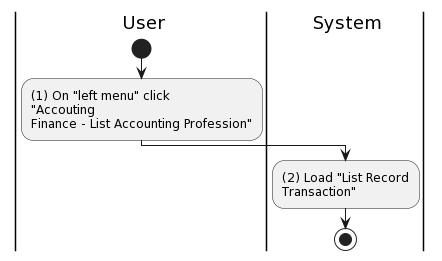 User
System
(1) On "left menu" click
"Accouting
Finance - List Accounting Profession"
(2) Load "List Record
Transaction"